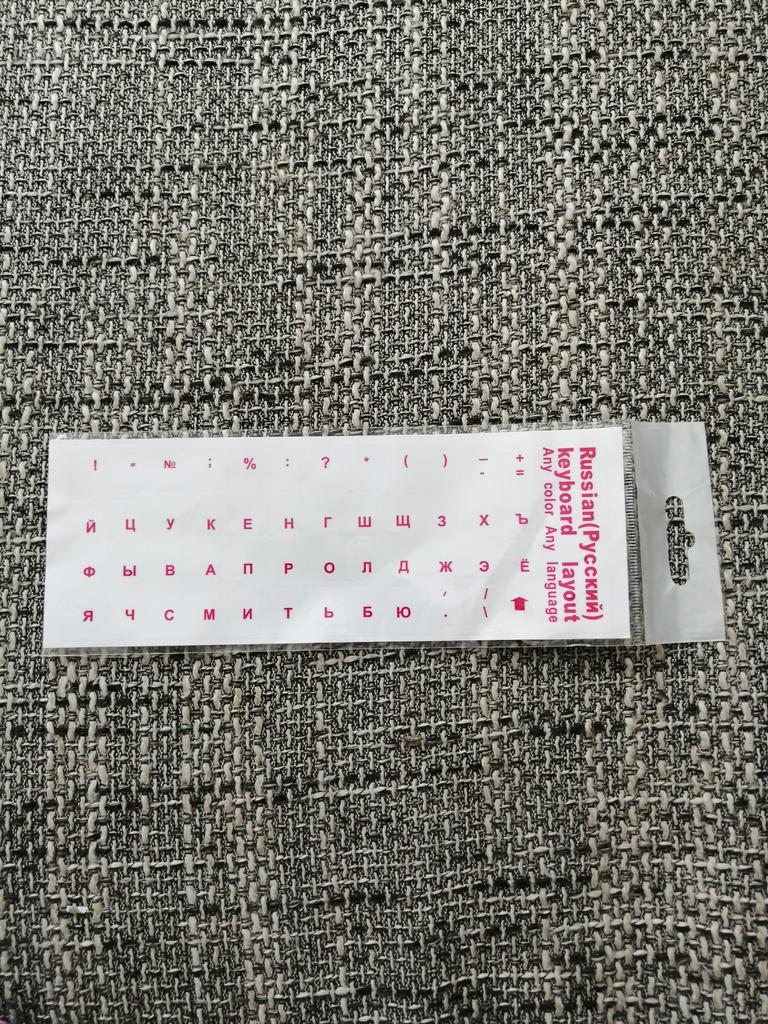 ! " № ; % : ? * ( ) — +
- =
Й Ц У К Е Н Г Ш Щ З Х Ъ
Ф Ы В А П Р О Л Д Ж Э Ё
, /
Я Ч С М И Т Ь Б Ю . \
Russian(Русский)
keyboard layout
Any color Any language